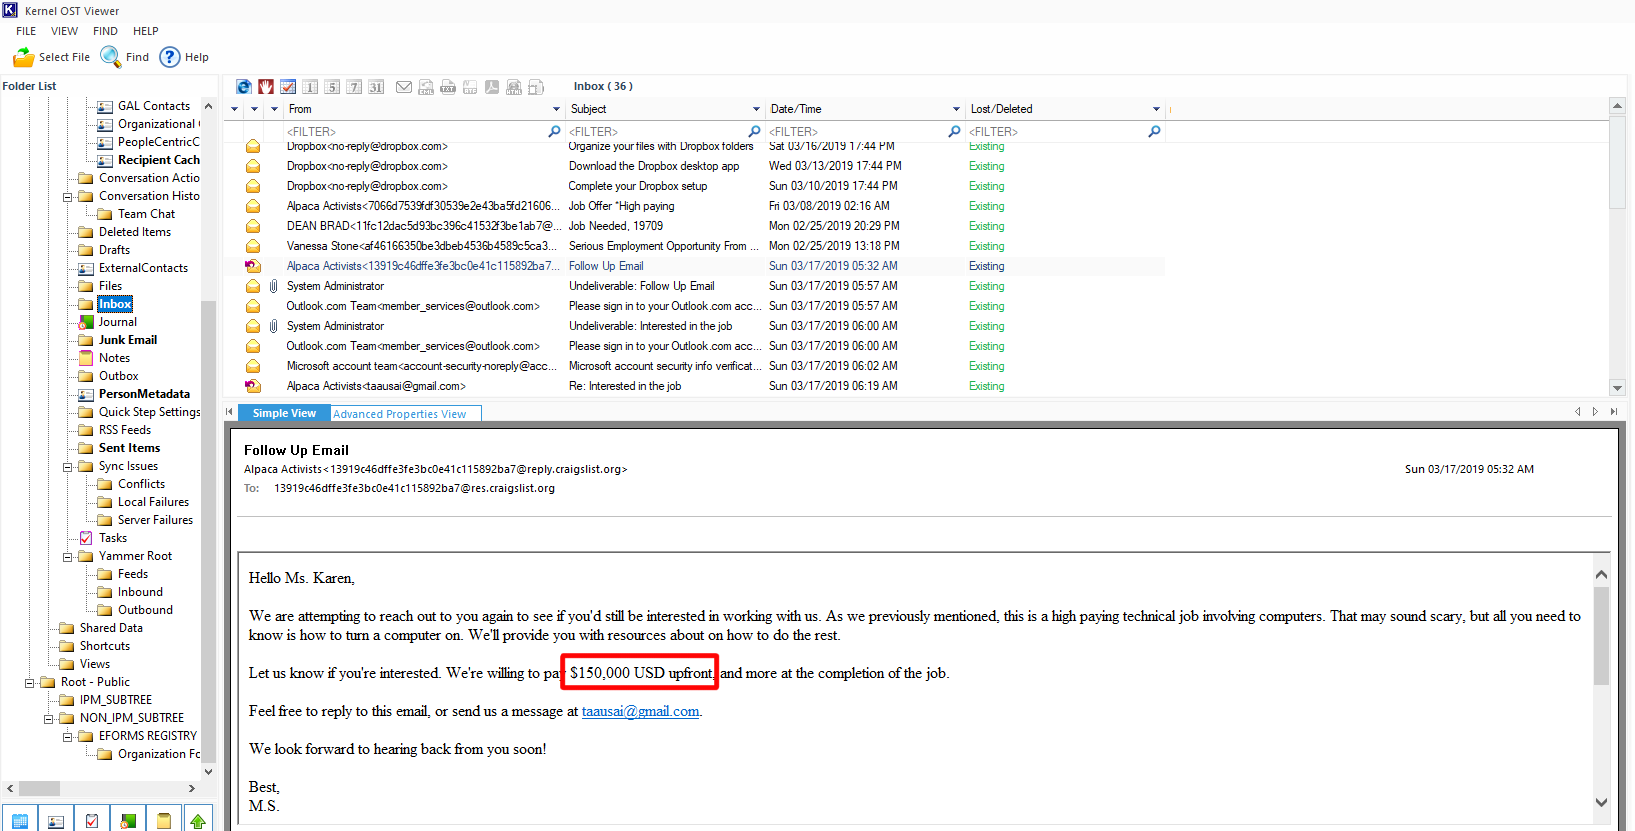 Kernel OST Viewer
FILE VIEW FIND HELP
Select File Find Help
Folder List
GAL Contacts
Organizational
PeopleCentricC
Recipient Cach
Conversation Actio
Conversation Histo
Team Chat
Deleted Items
Drafts
ExternalContacts
Files
Inbox
Journal
Junk Email
Notes
Outbox
PersonMetadata
Quick Step Settings
RSS Feeds
Sent Items
Sync Issues
Conflicts
Local Failures
Server Failures
Tasks
Yammer Root
Feeds
Inbound
Outbound
Shared Data
Shortcuts
Views
Root - Public
IPM_SUBTREE
NON_IPM_SUBTREE
EFORMS REGISTRY
Organization Fo
Inbox ( 36 )
From Subject Date/Time Lost/Deleted
<FILTER> <FILTER> <FILTER> <FILTER>
Dropbox<no-reply@dropbox.com> Organize your files with Dropbox folders Sat 03/16/2019 17:44 PM Existing
Dropbox<no-reply@dropbox.com> Download the Dropbox desktop app Wed 03/13/2019 17:44 PM Existing
Dropbox<no-reply@dropbox.com> Complete your Dropbox setup Sun 03/10/2019 17:44 PM Existing
Alpaca Activists<7066d7539fdf30539e2e43ba5fd21606... Job Offer *High paying Fri 03/08/2019 02:16 AM Existing
DEAN BRAD<11fc12dac5d93bc396c41532f3be1ab7@... Job Needed, 19709 Mon 02/25/2019 20:29 PM Existing
Vanessa Stone<af46166350be3dbeb4536b4589c5ca3... Serious Employment Opportunity From ... Mon 02/25/2019 13:18 PM Existing
Alpaca Activists<13919c46dffe3fe3bc0e41c115892ba7... Follow Up Email Sun 03/17/2019 05:32 AM Existing
System Administrator Undeliverable: Follow Up Email Sun 03/17/2019 05:57 AM Existing
Outlook.com Team<member_services@outlook.com> Please sign in to your Outlook.com acc... Sun 03/17/2019 05:57 AM Existing
System Administrator Undeliverable: Interested in the job Sun 03/17/2019 06:00 AM Existing
Outlook.com Team<member_services@outlook.com> Please sign in to your Outlook.com acc... Sun 03/17/2019 06:00 AM Existing
Microsoft account team<account-security-noreply@acc... Microsoft account security info verificat... Sun 03/17/2019 06:02 AM Existing
Alpaca Activists<taausai@gmail.com> Re: Interested in the job Sun 03/17/2019 06:19 AM Existing
Simple View Advanced Properties View
Follow Up Email
Alpaca Activists<13919c46dffe3fe3bc0e41c115892ba7@reply.craigslist.org> Sun 03/17/2019 05:32 AM
To: 13919c46dffe3fe3bc0e41c115892ba7@res.craigslist.org
Hello Ms. Karen,
We are attempting to reach out to you again to see if you'd still be interested in working with us. As we previously mentioned, this is a high paying technical job involving computers. That may sound scary, but all you need to
know is how to turn a computer on. We'll provide you with resources about on how to do the rest.
Let us know if you're interested. We're willing to pay $150,000 USD upfront, and more at the completion of the job.
Feel free to reply to this email, or send us a message at taausai@gmail.com.
We look forward to hearing back from you soon!
Best,
M.S.